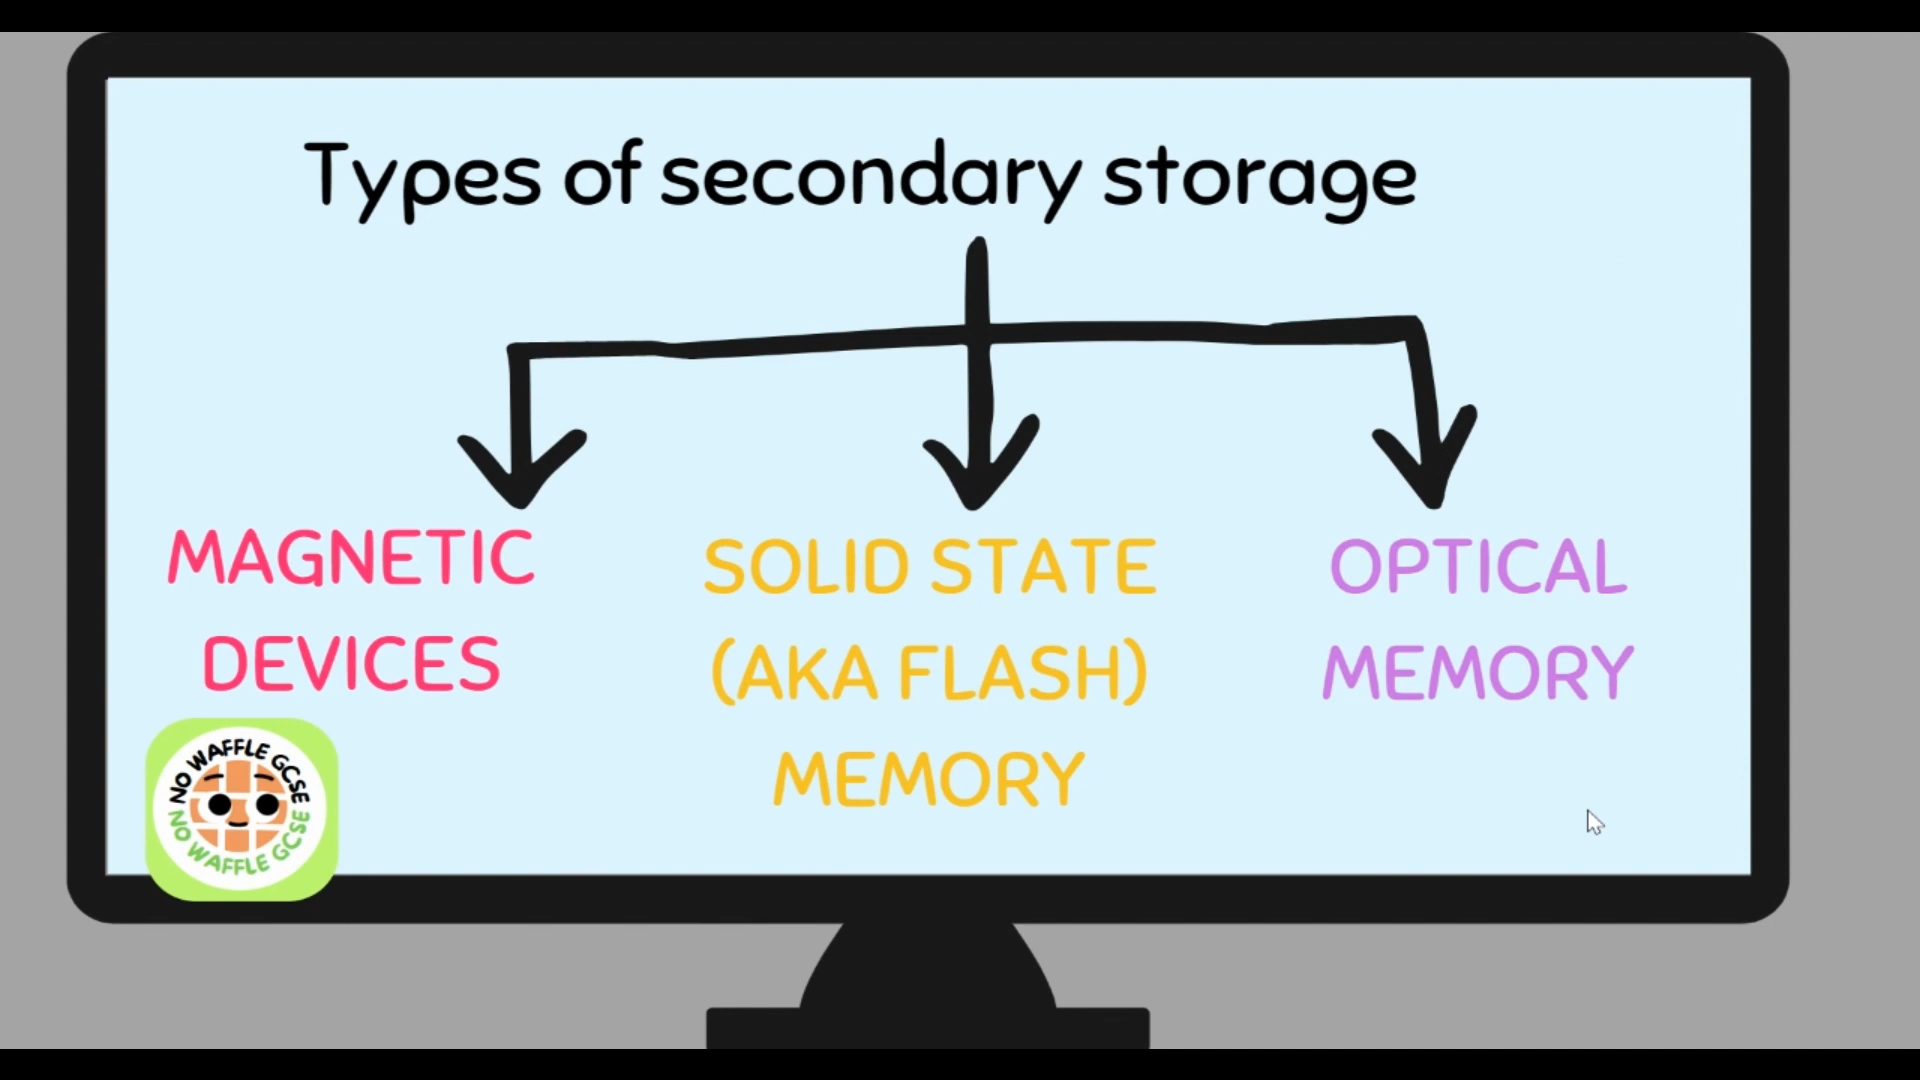 Types of secondary storage
MAGNETIC
DEVICES
SOLID STATE
(AKA FLASH)
MEMORY
OPTICAL
MEMORY
NO WAFFLE GCSE
NO WAFFLE GCSE